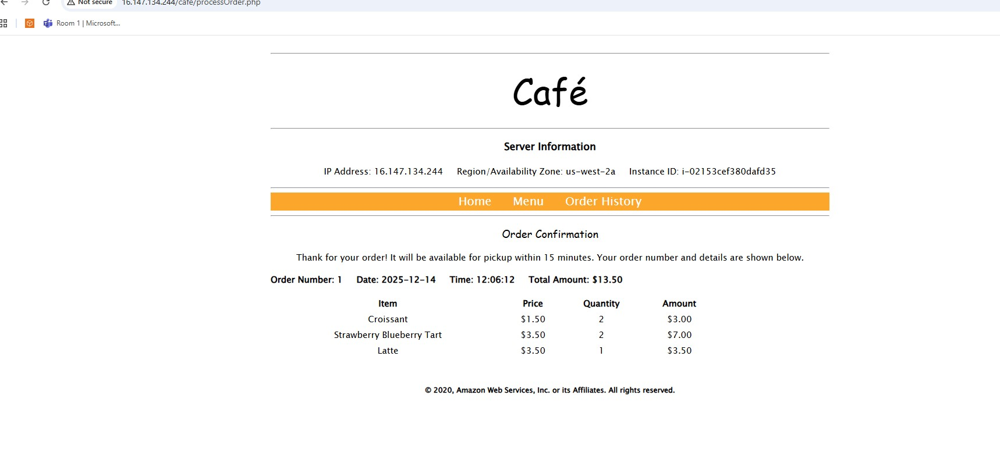 Not secure 16.147.134.244/cafe/processOrder.php
Room 1 | Microsoft...
Café
Server Information
IP Address: 16.147.134.244 Region/Availability Zone: us-west-2a Instance ID: i-02153cef380dafd35
Home Menu Order History
Order Confirmation
Thank for your order! It will be available for pickup within 15 minutes. Your order number and details are shown below.
Order Number: 1 Date: 2025-12-14 Time: 12:06:12 Total Amount: $13.50
Item Price Quantity Amount
Croissant $1.50 2 $3.00
Strawberry Blueberry Tart $3.50 2 $7.00
Latte $3.50 1 $3.50
© 2020, Amazon Web Services, Inc. or its Affiliates. All rights reserved.